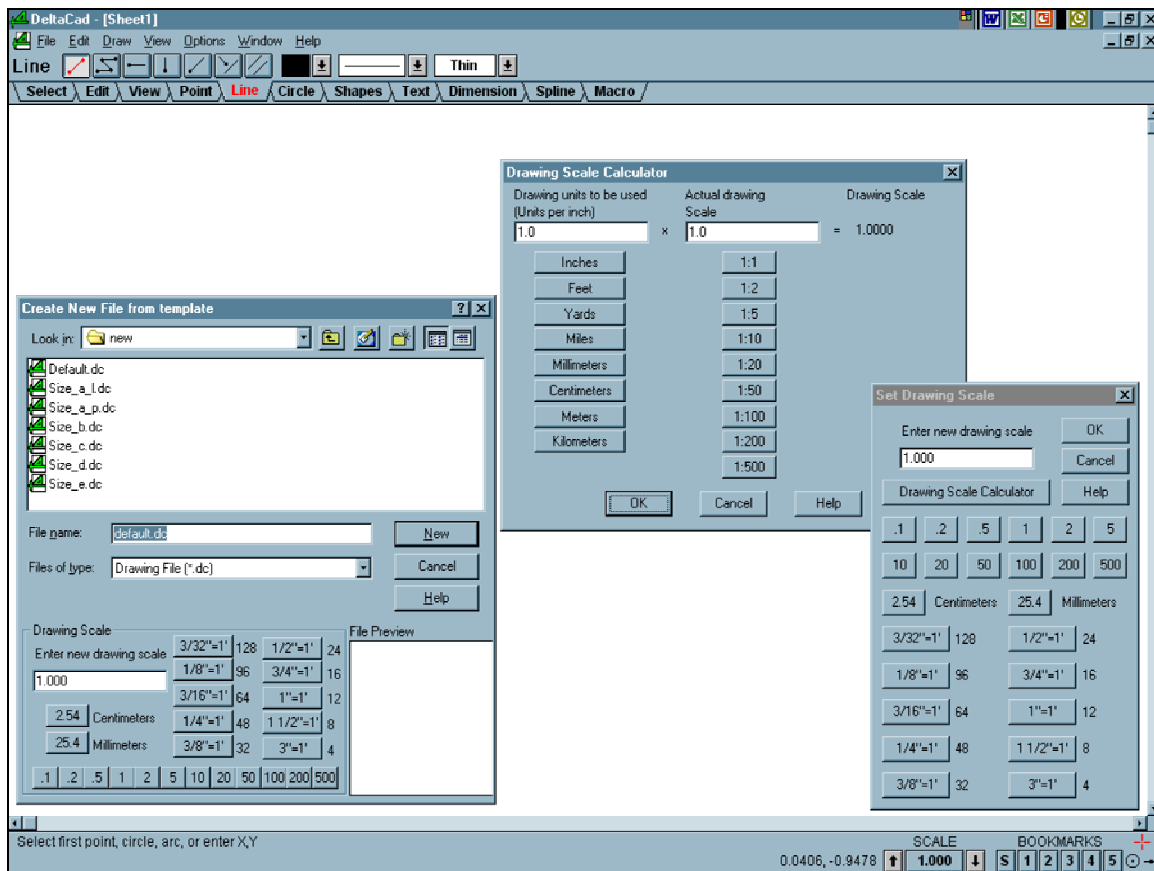 DeltaCad - [Sheet1]
File Edit Draw View Options Window Help
Line Thin
Select Edit View Point Line Circle Shapes Text Dimension Spline Macro
Drawing Scale Calculator
Drawing units to be used
(Units per inch)
Actual drawing
Scale
Drawing Scale
1.0 x 1.0 = 1.0000
Inches 1:1
Feet 1:2
Yards 1:5
Miles 1:10
Millimeters 1:20
Centimeters 1:50
Meters 1:100
Kilometers 1:200
1:500
OK Cancel Help
Create New File from template
Look in: new
Default.dc
Size_a_l.dc
Size_a_p.dc
Size_b.dc
Size_c.dc
Size_d.dc
Size_e.dc
File name: default.dc New
Files of type: Drawing File (*.dc) Cancel
Help
Drawing Scale
Enter new drawing scale
1.000
2.54 Centimeters
25.4 Millimeters
3/32"=1' 128 1/2"=1' 24
1/8"=1' 96 3/4"=1' 16
3/16"=1' 64 1"=1' 12
1/4"=1' 48 1 1/2"=1' 8
3/8"=1' 32 3"=1' 4
.1 .2 .5 1 2 5 10 20 50 100 200 500
File Preview
Set Drawing Scale
Enter new drawing scale OK
1.000 Cancel
Drawing Scale Calculator Help
.1 .2 .5 1 2 5
10 20 50 100 200 500
2.54 Centimeters 25.4 Millimeters
3/32"=1' 128 1/2"=1' 24
1/8"=1' 96 3/4"=1' 16
3/16"=1' 64 1"=1' 12
1/4"=1' 48 1 1/2"=1' 8
3/8"=1' 32 3"=1' 4
Select first point, circle, arc, or enter X,Y
SCALE BOOKMARKS
0.0406, -0.9478 1.000 S 1 2 3 4 5